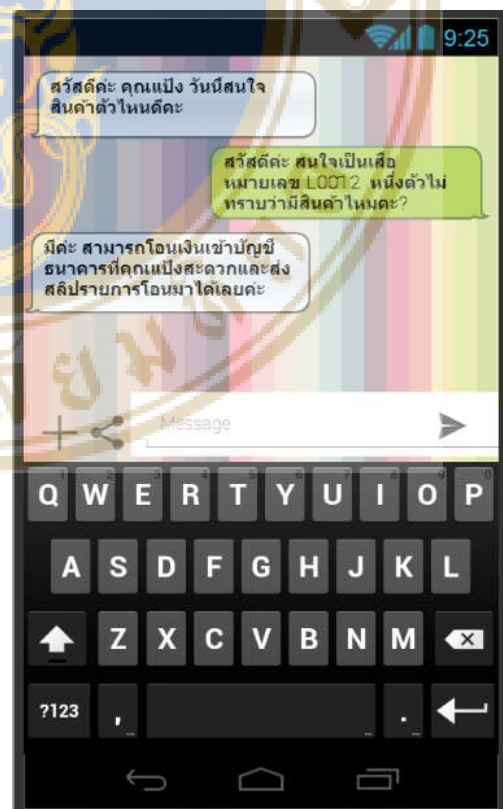 9:25
สวัสดีค่ะ คุณแป้ง วันนี้สนใจ
สินค้าตัวไหนดีคะ
สวัสดีค่ะ สนใจเป็นเสื้อ
หมายเลข L0012 หนึ่งตัวไม่
ทราบว่ามีสินค้าไหมคะ?
มีค่ะ สามารถโอนเงินเข้าบัญชี
ธนาคารที่คุณแป้งสะดวกและส่ง
สลิปรายการโอนมาได้เลยค่ะ
Message
Q W E R T Y U I O P
A S D F G H J K L
Z X C V B N M
?123 , .